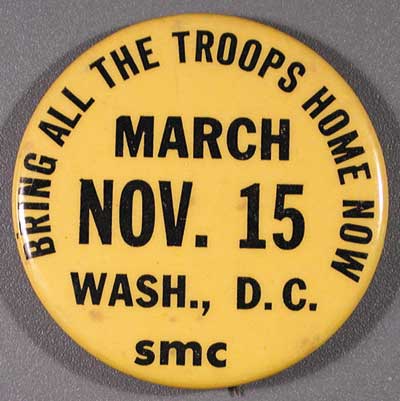 BRING ALL THE TROOPS HOME NOW
MARCH
NOV. 15
WASH., D.C.
smc